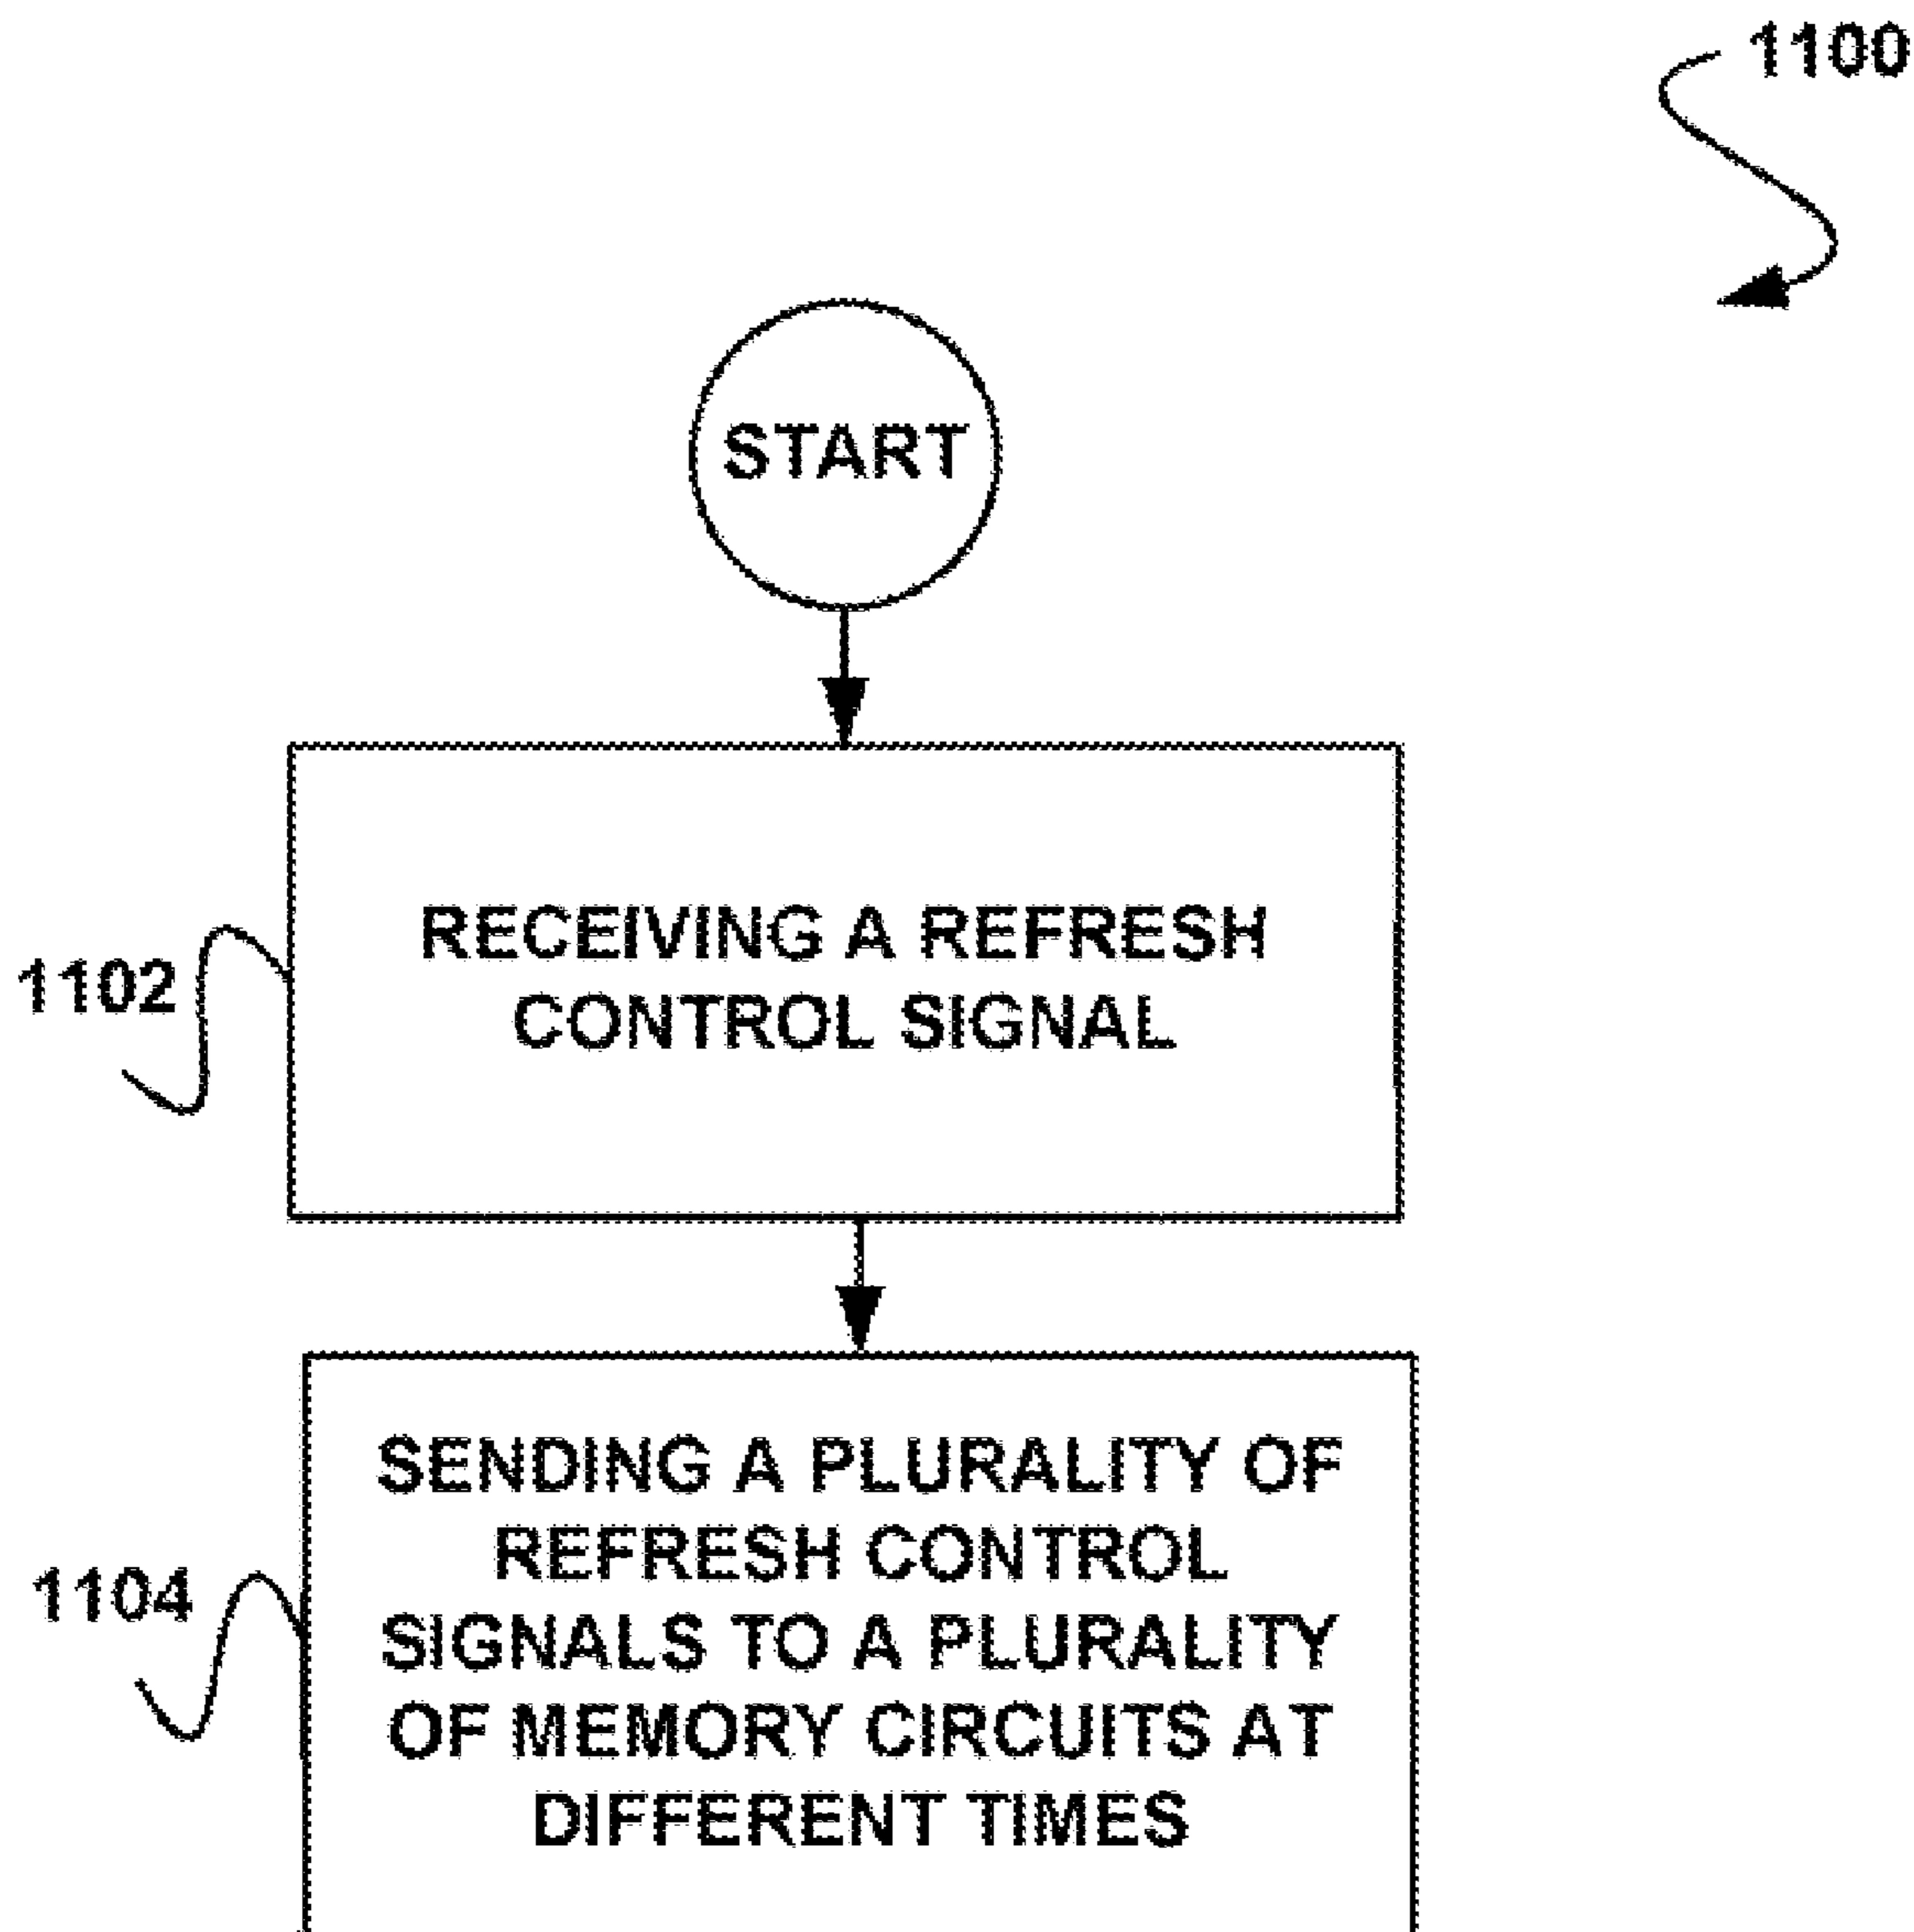 1100
START
RECEIVING A REFRESH
CONTROL SIGNAL
1102
SENDING A PLURALITY OF
REFRESH CONTROL
SIGNALS TO A PLURALITY
OF MEMORY CIRCUITS AT
DIFFERENT TIMES
1104